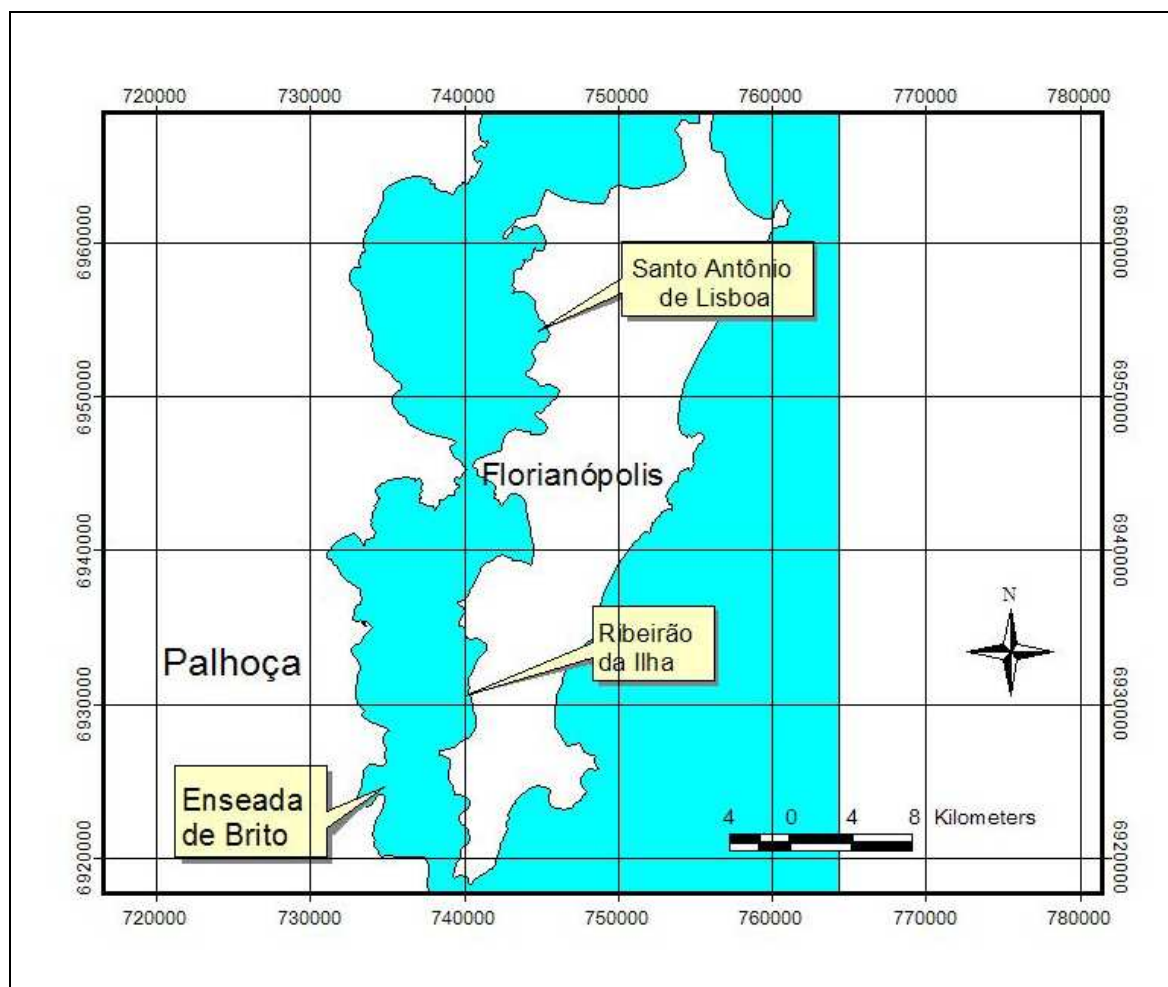 720000 730000 740000 750000 760000 770000 780000
6960000 6960000
Santo Antônio
de Lisboa
6950000 6950000
Florianópolis
6940000 6940000
N
Ribeirão
da Ilha
Palhoça
6930000 6930000
Enseada
de Brito
4 0 4 8 Kilometers
6920000 6920000
720000 730000 740000 750000 760000 770000 780000